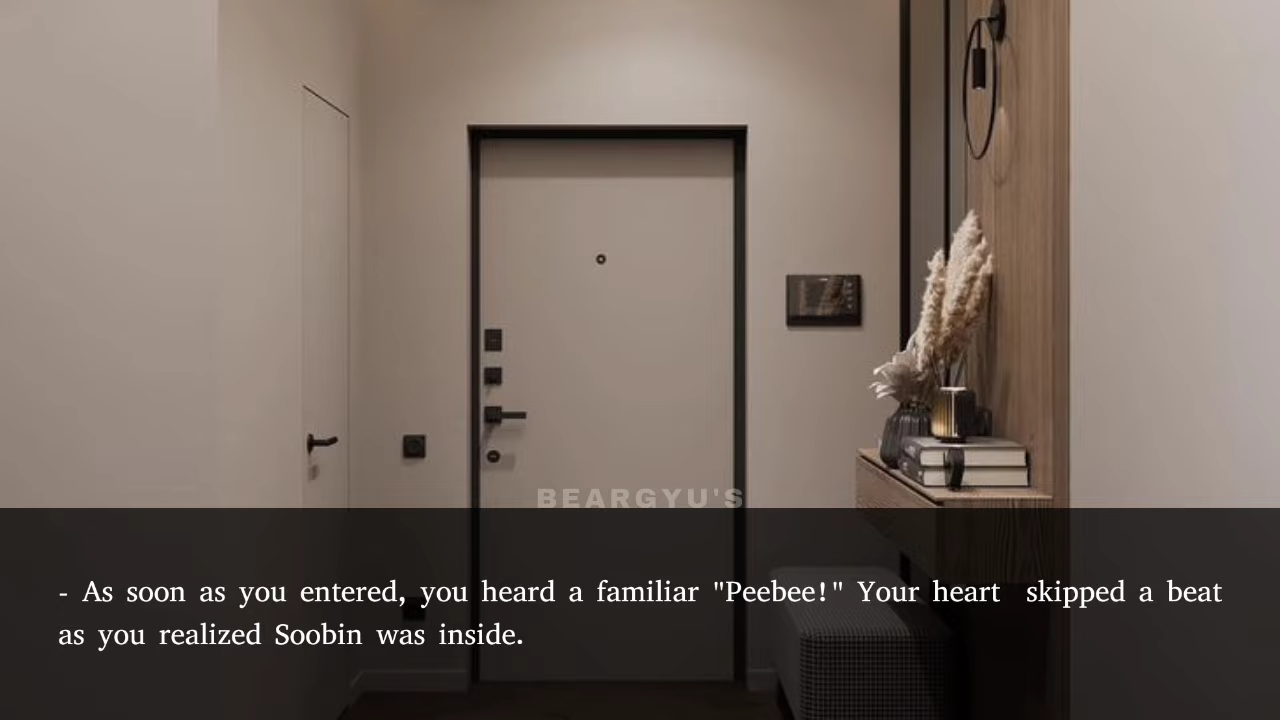 BEARGYU'S
- As soon as you entered, you heard a familiar "Peebee!" Your heart  skipped a beat
as you realized Soobin was inside.